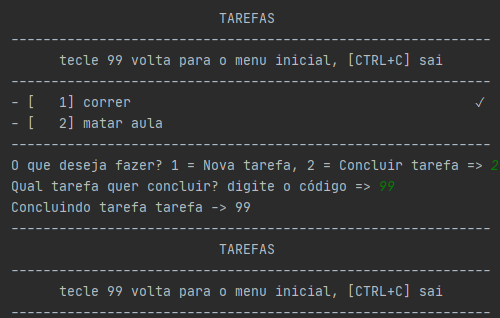 TAREFAS
------------------------------------------------------------
tecle 99 volta para o menu inicial, [CTRL+C] sai
------------------------------------------------------------
- [   1] correr ✓
- [   2] matar aula
------------------------------------------------------------
O que deseja fazer? 1 = Nova tarefa, 2 = Concluir tarefa => 2
Qual tarefa quer concluir? digite o código => 99
Concluindo tarefa tarefa -> 99
------------------------------------------------------------
TAREFAS
------------------------------------------------------------
tecle 99 volta para o menu inicial, [CTRL+C] sai
------------------------------------------------------------